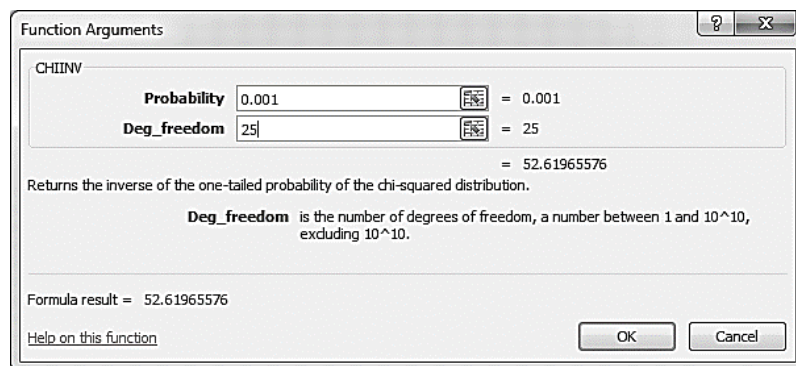 Function Arguments
CHIINV
Probability 0.001 = 0.001
Deg_freedom 25 = 25
= 52.61965576
Returns the inverse of the one-tailed probability of the chi-squared distribution.
Deg_freedom is the number of degrees of freedom, a number between 1 and 10^10,
excluding 10^10.
Formula result = 52.61965576
Help on this function OK Cancel